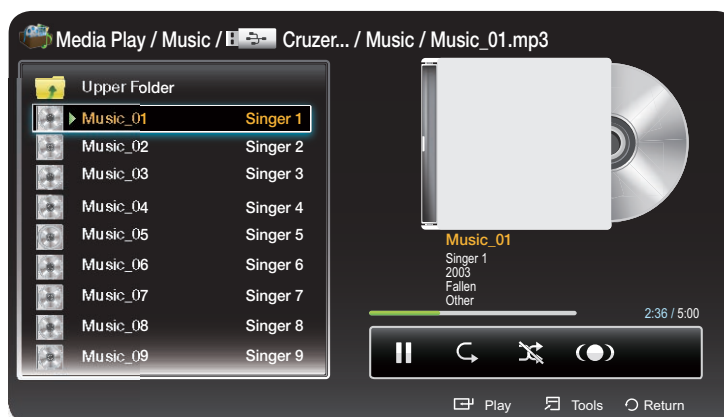 Media Play / Music / Cruzer... / Music / Music_01.mp3
Upper Folder
Music_01 Singer 1
Music_02 Singer 2
Music_03 Singer 3
Music_04 Singer 4
Music_05 Singer 5
Music_06 Singer 6
Music_07 Singer 7
Music_08 Singer 8
Music_09 Singer 9
Music_01
Singer 1
2003
Fallen
Other
2:36 / 5:00
Play Tools Return